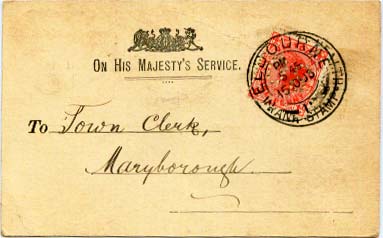 On His Majesty's Service.
MELBOURNE
To Town Clerk,
Maryborough.